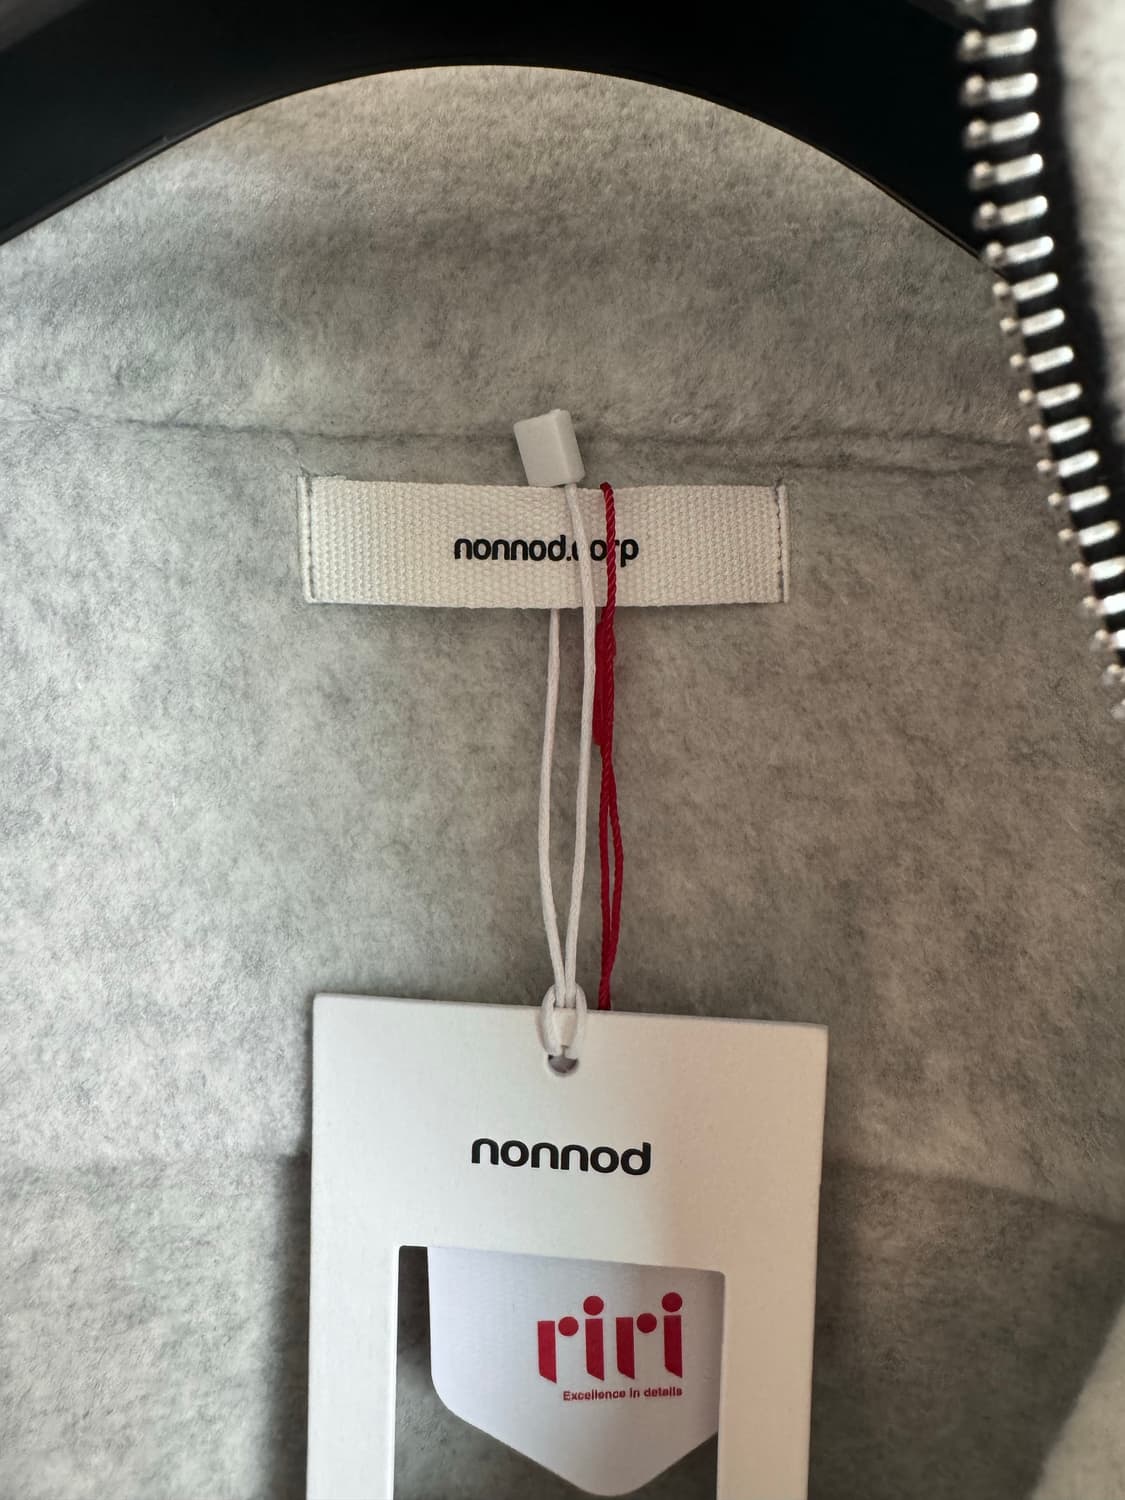 nonnod.corp
nonnod
riri
Excellence in details